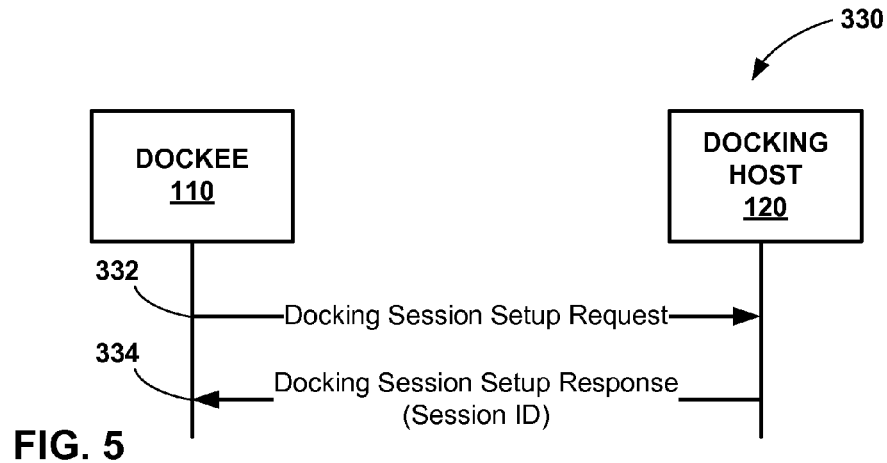 330
DOCKEE
110
DOCKING
HOST
120
332
Docking Session Setup Request
334
Docking Session Setup Response
(Session ID)
FIG. 5